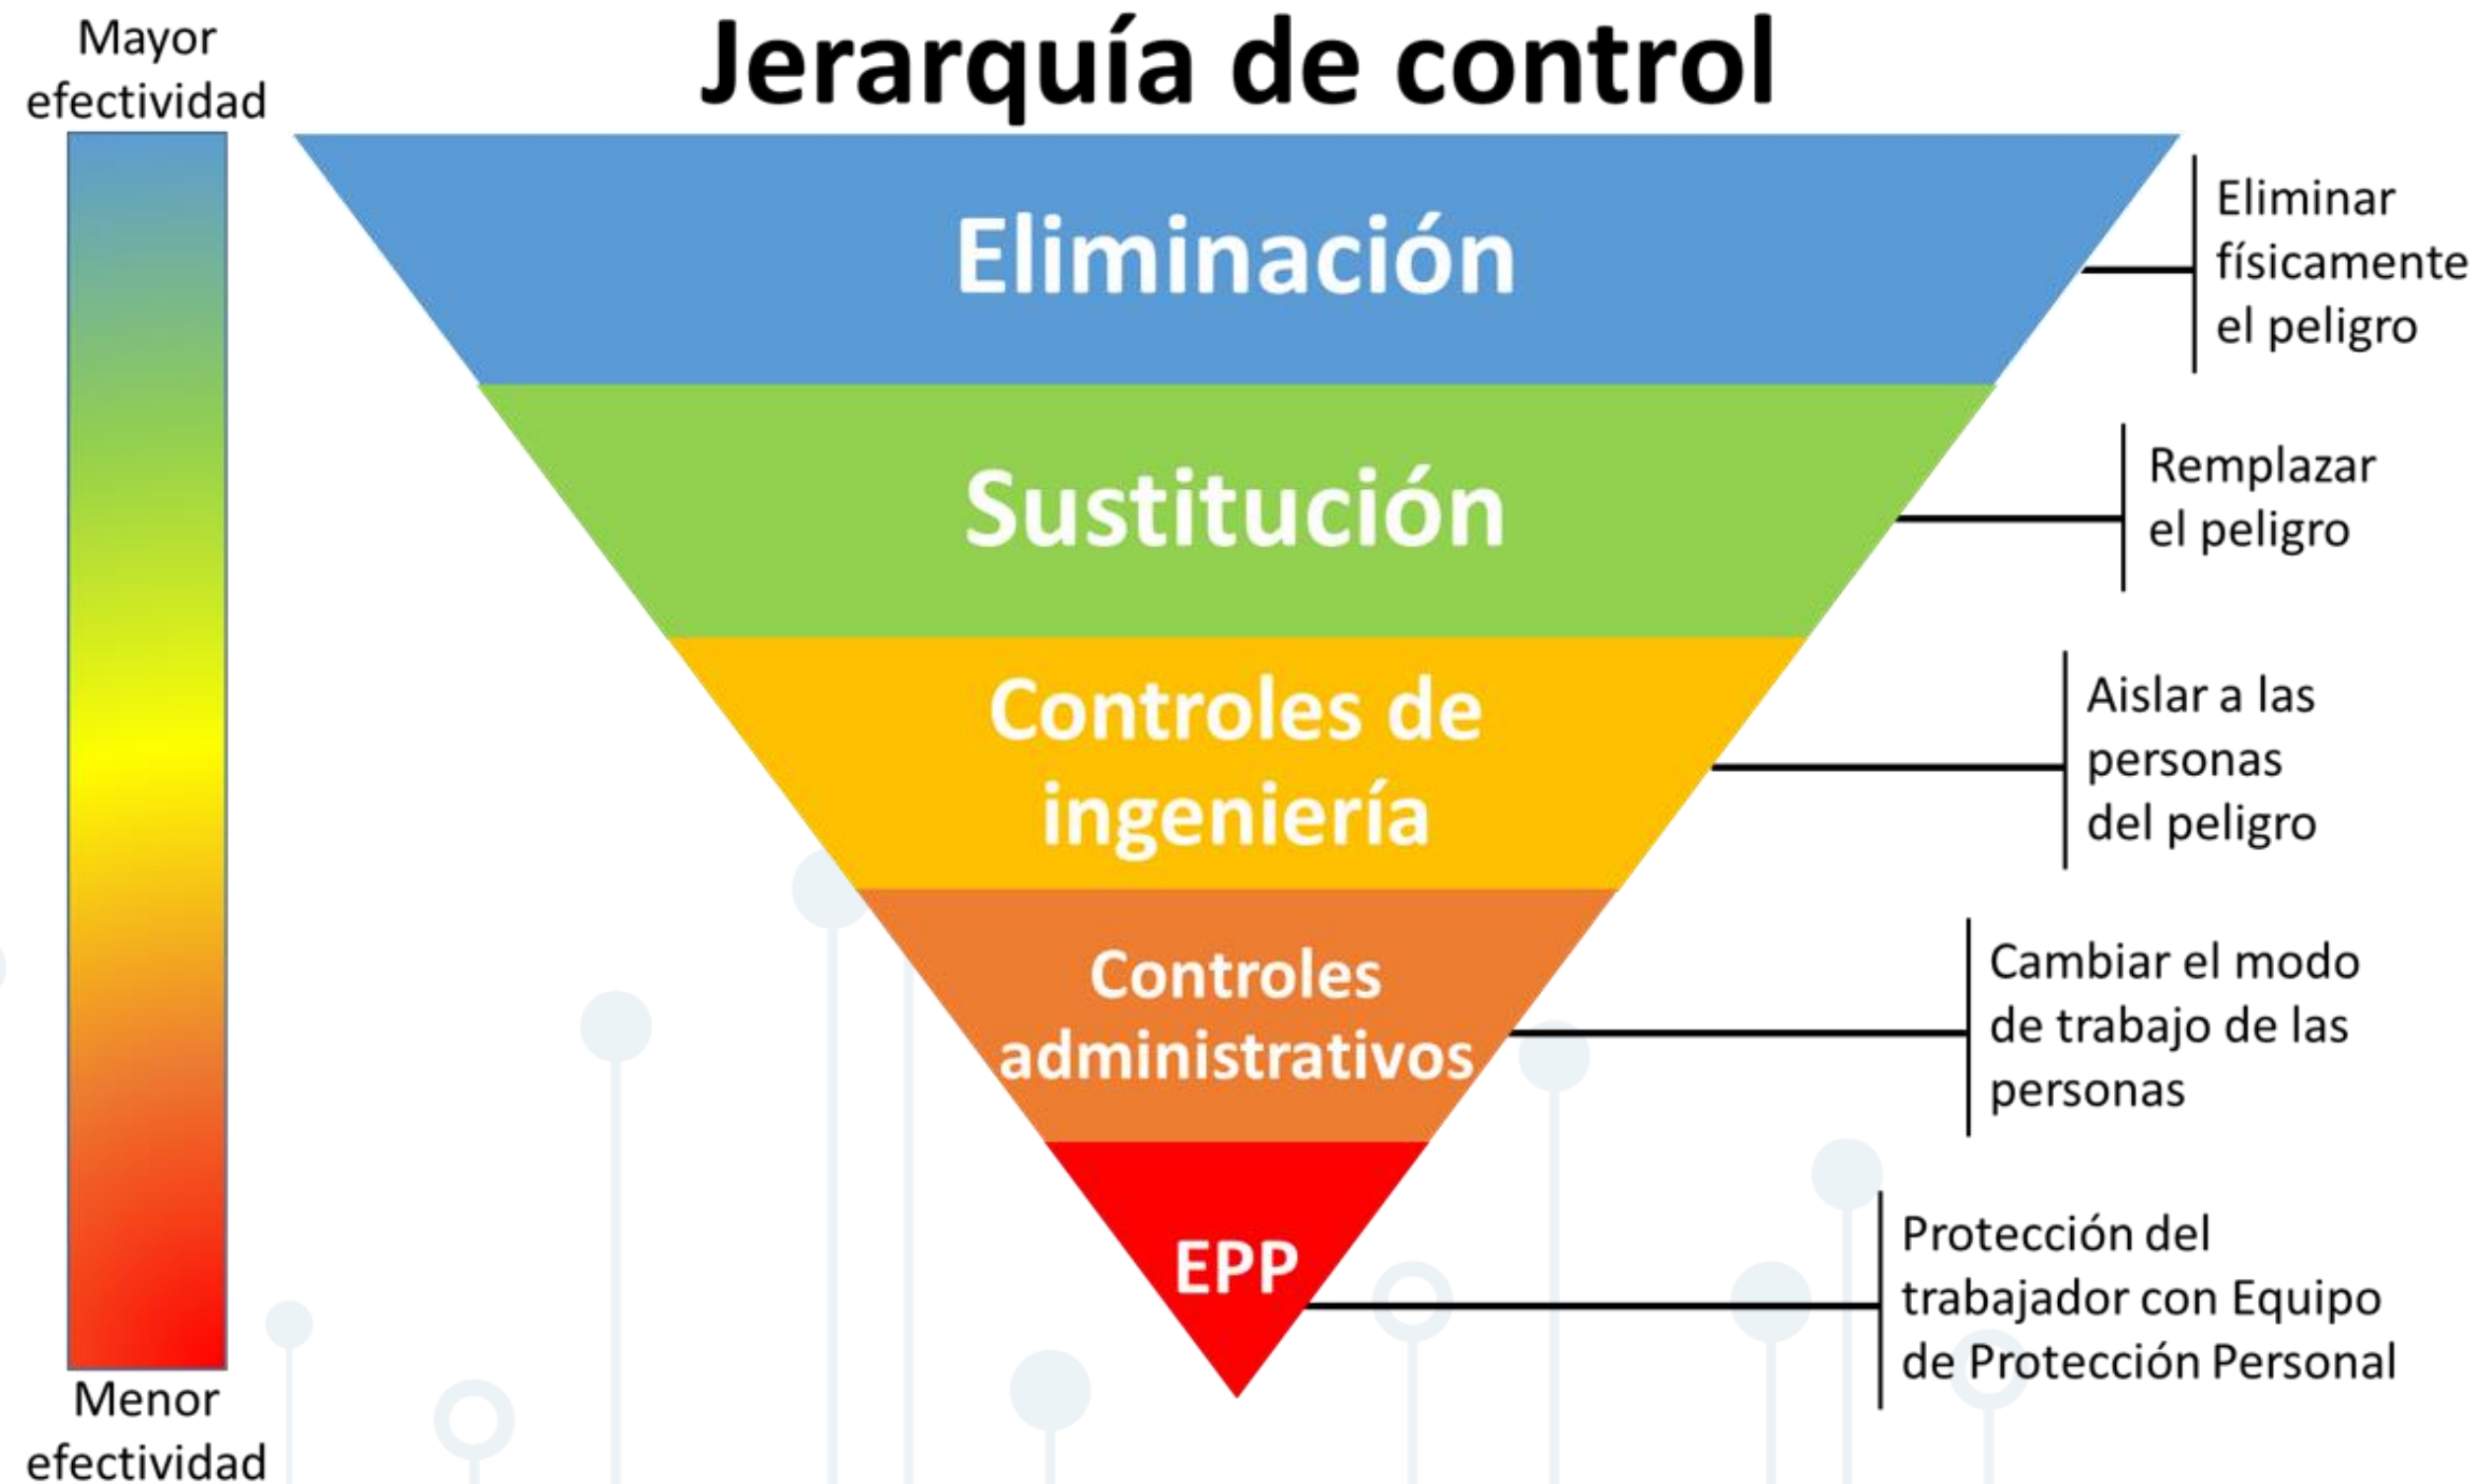 Jerarquía de control
Mayor
efectividad
Eliminación
Eliminar
físicamente
el peligro
Sustitución
Remplazar
el peligro
Controles de
ingeniería
Aislar a las
personas
del peligro
Controles
administrativos
Cambiar el modo
de trabajo de las
personas
EPP
Protección del
trabajador con Equipo
de Protección Personal
Menor
efectividad